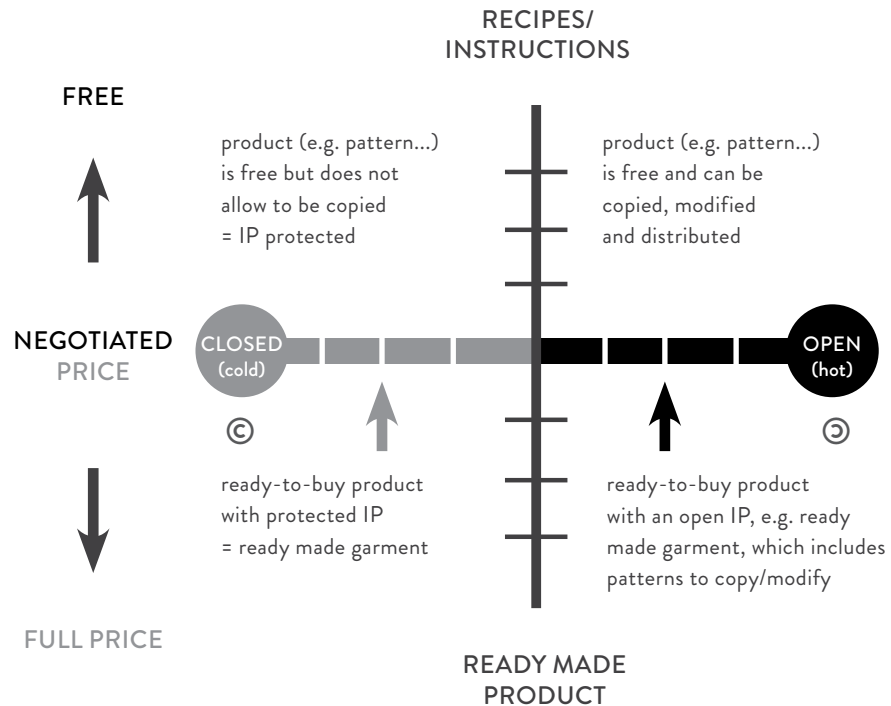 RECIPES/
INSTRUCTIONS
FREE
product (e.g. pattern...)
is free but does not
allow to be copied
= IP protected
product (e.g. pattern...)
is free and can be
copied, modified
and distributed
NEGOTIATED
PRICE
CLOSED
(cold)
OPEN
(hot)
©
🄯
ready-to-buy product
with protected IP
= ready made garment
ready-to-buy product
with an open IP, e.g. ready
made garment, which includes
patterns to copy/modify
FULL PRICE
READY MADE
PRODUCT